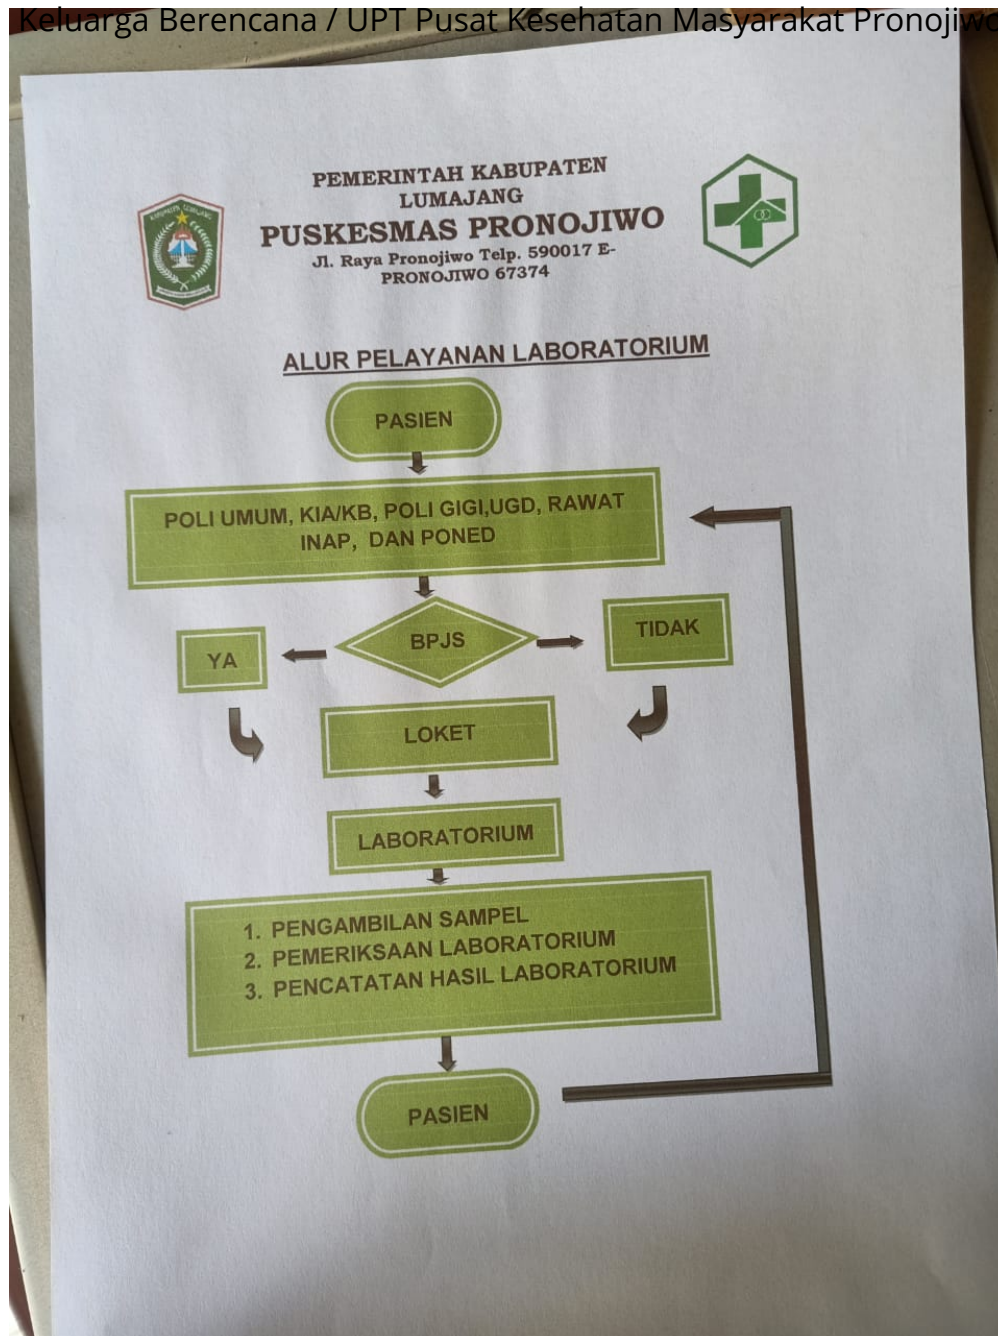 Keluarga Berencana / UPT Pusat Kesehatan Masyarakat Pronojiwo
PEMERINTAH KABUPATEN
LUMAJANG
PUSKESMAS PRONOJIWO
Jl. Raya Pronojiwo Telp. 590017 E-
PRONOJIWO 67374
ALUR PELAYANAN LABORATORIUM
PASIEN
POLI UMUM, KIA/KB, POLI GIGI,UGD, RAWAT
INAP, DAN PONED
BPJS
YA
TIDAK
LOKET
LABORATORIUM
1. PENGAMBILAN SAMPEL
2. PEMERIKSAAN LABORATORIUM
3. PENCATATAN HASIL LABORATORIUM
PASIEN